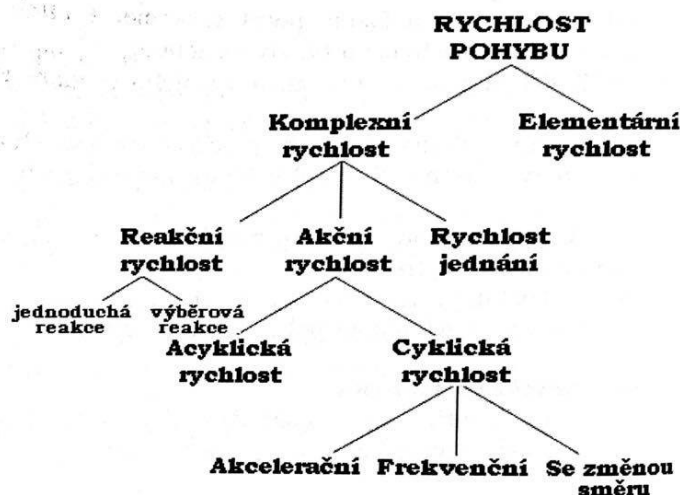 RYCHLOST
POHYBU
Komplexní
rychlost
Elementární
rychlost
Reakční
rychlost
Akční
rychlost
Rychlost
jednání
jednoduchá
reakce
výběrová
reakce
Acyklická
rychlost
Cyklická
rychlost
Akcelerační
Frekvenční
Se změnou
směru